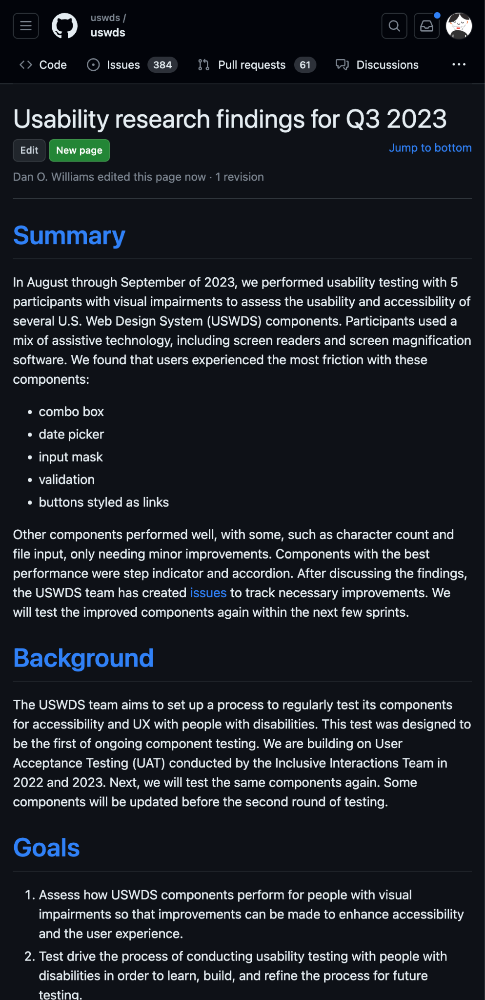 uswds /
uswds
Code
Issues 384
Pull requests 61
Discussions
Usability research findings for Q3 2023
Edit
New page
Jump to bottom
Dan O. Williams edited this page now · 1 revision
Summary
In August through September of 2023, we performed usability testing with 5
participants with visual impairments to assess the usability and accessibility of
several U.S. Web Design System (USWDS) components. Participants used a
mix of assistive technology, including screen readers and screen magnification
software. We found that users experienced the most friction with these
components:
• combo box
• date picker
• input mask
• validation
• buttons styled as links
Other components performed well, with some, such as character count and
file input, only needing minor improvements. Components with the best
performance were step indicator and accordion. After discussing the findings,
the USWDS team has created issues to track necessary improvements. We
will test the improved components again within the next few sprints.
Background
The USWDS team aims to set up a process to regularly test its components
for accessibility and UX with people with disabilities. This test was designed to
be the first of ongoing component testing. We are building on User
Acceptance Testing (UAT) conducted by the Inclusive Interactions Team in
2022 and 2023. Next, we will test the same components again. Some
components will be updated before the second round of testing.
Goals
1. Assess how USWDS components perform for people with visual
impairments so that improvements can be made to enhance accessibility
and the user experience.
2. Test drive the process of conducting usability testing with people with
disabilities in order to learn, build, and refine the process for future
testing.